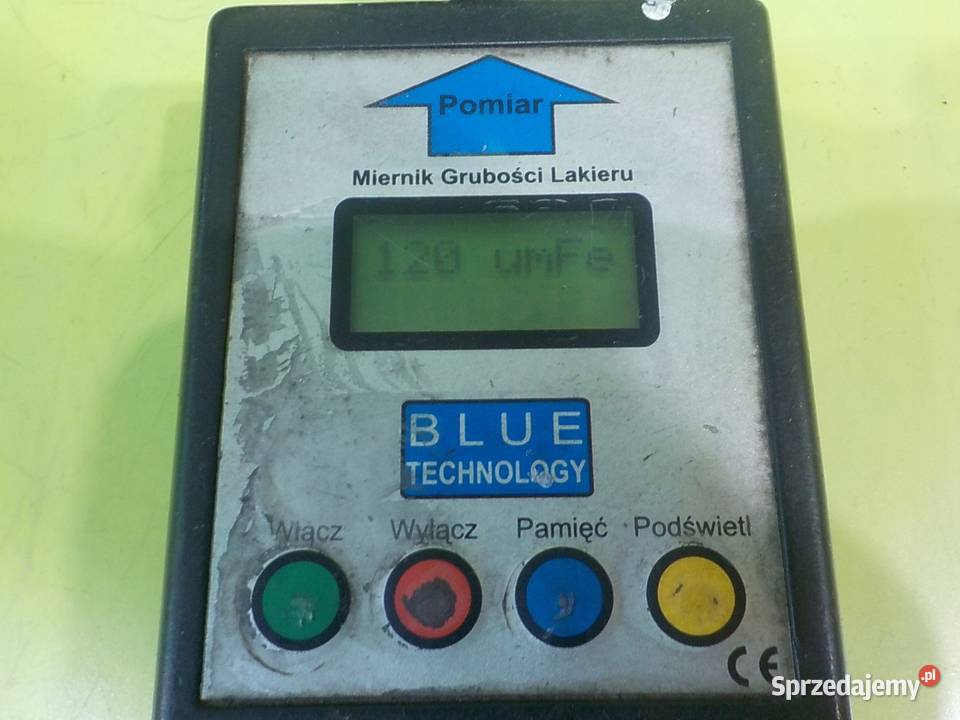 Pomiar
Miernik Grubości Lakieru
120 umFe
BLUE
TECHNOLOGY
Włącz Wyłącz Pamięć Podświetl
CE
Sprzedajemy.pl